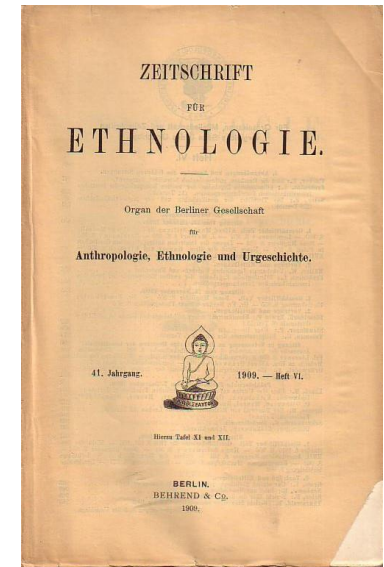 ZEITSCHRIFT
FÜR
ETHNOLOGIE.
Organ der Berliner Gesellschaft
für
Anthropologie, Ethnologie und Urgeschichte.
41. Jahrgang.
1909. — Heft VI.
Hierzu Tafel XI und XII.
BERLIN.
BEHREND & Co.
1909.